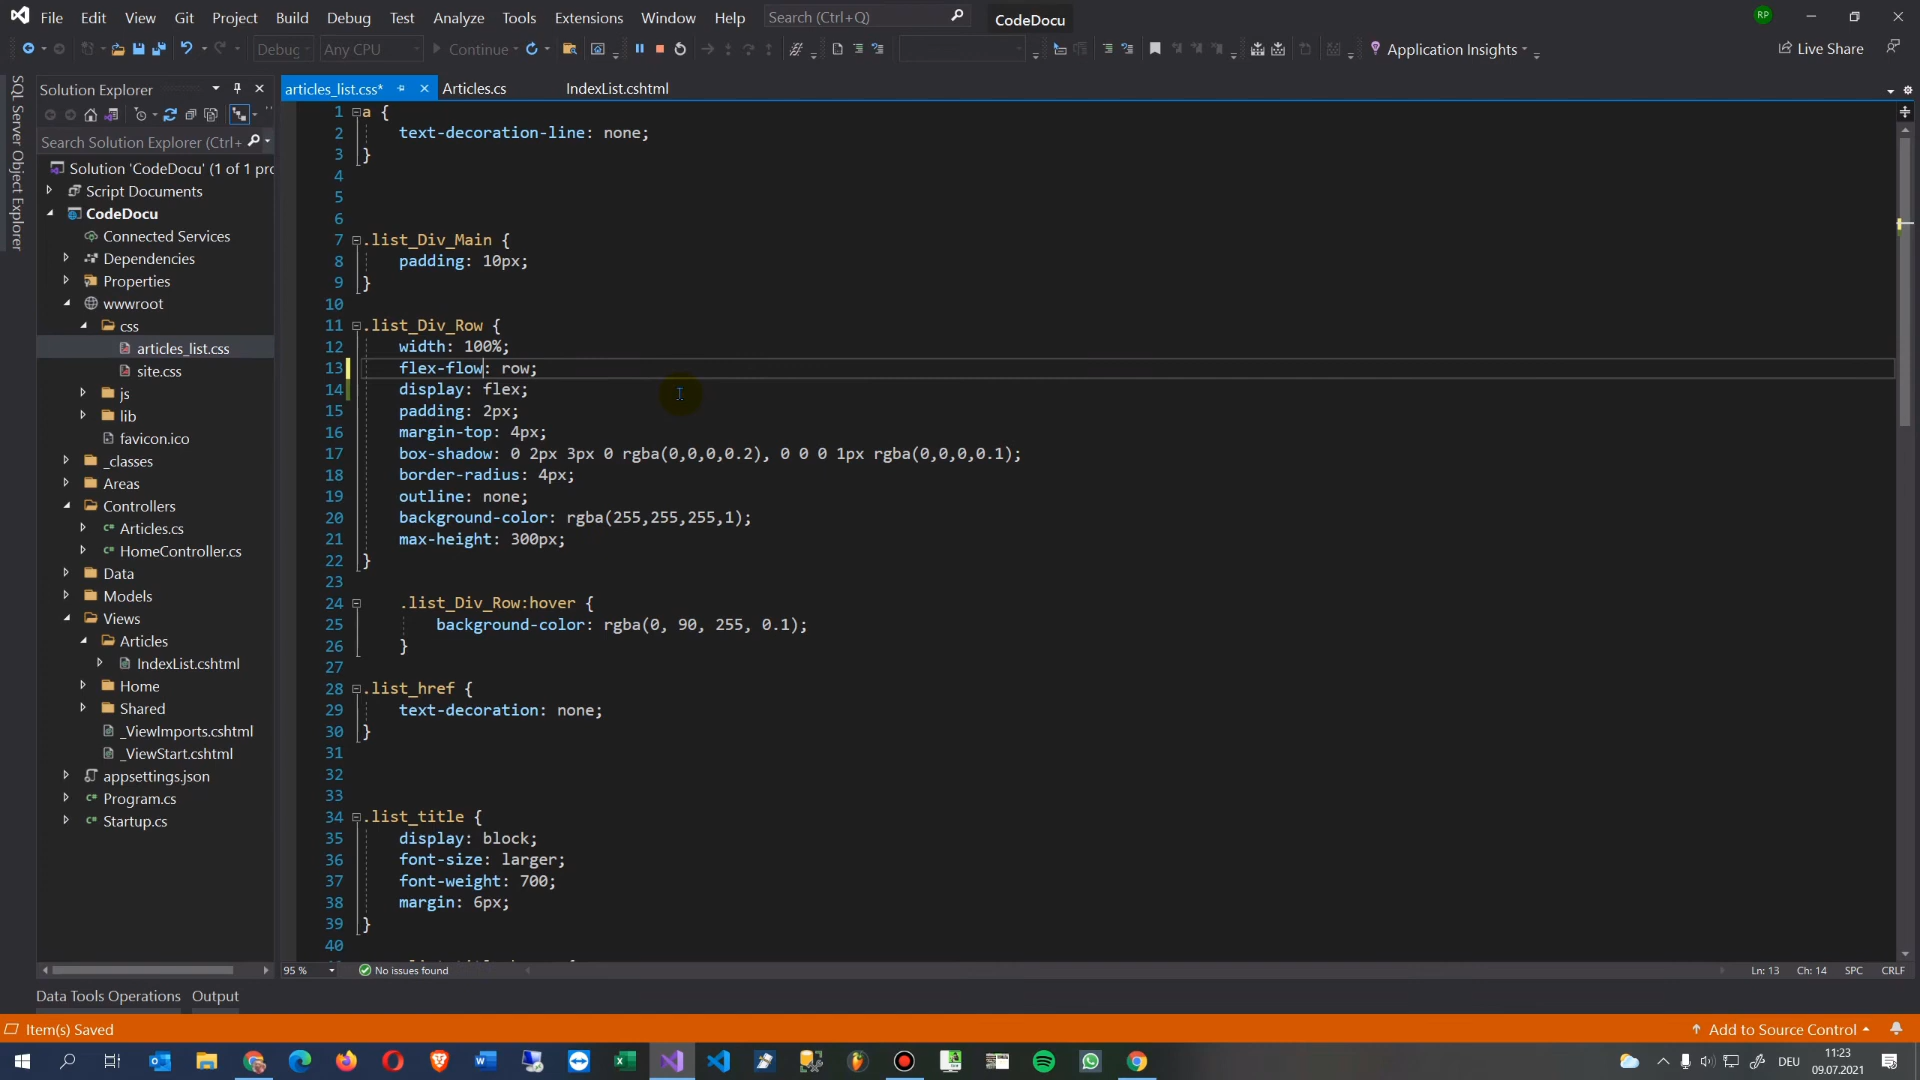 File Edit View Git Project Build Debug Test Analyze Tools Extensions Window Help Search (Ctrl+Q) CodeDocu RP
Debug Any CPU Continue Application Insights Live Share
SQL Server Object Explorer
Solution Explorer
Search Solution Explorer (Ctrl+
Solution 'CodeDocu' (1 of 1 pro
Script Documents
CodeDocu
Connected Services
Dependencies
Properties
wwwroot
css
articles_list.css
site.css
js
lib
favicon.ico
_classes
Areas
Controllers
Articles.cs
HomeController.cs
Data
Models
Views
Articles
IndexList.cshtml
Home
Shared
_ViewImports.cshtml
_ViewStart.cshtml
appsettings.json
Program.cs
Startup.cs
articles_list.css* Articles.cs IndexList.cshtml
1 a {
2 text-decoration-line: none;
3 }
4
5
6
7 .list_Div_Main {
8 padding: 10px;
9 }
10
11 .list_Div_Row {
12 width: 100%;
13 flex-flow: row;
14 display: flex;
15 padding: 2px;
16 margin-top: 4px;
17 box-shadow: 0 2px 3px 0 rgba(0,0,0,0.2), 0 0 0 1px rgba(0,0,0,0.1);
18 border-radius: 4px;
19 outline: none;
20 background-color: rgba(255,255,255,1);
21 max-height: 300px;
22 }
23
24 .list_Div_Row:hover {
25 background-color: rgba(0, 90, 255, 0.1);
26 }
27
28 .list_href {
29 text-decoration: none;
30 }
31
32
33
34 .list_title {
35 display: block;
36 font-size: larger;
37 font-weight: 700;
38 margin: 6px;
39 }
40
95 % No issues found Ln: 13 Ch: 14 SPC CRLF
Data Tools Operations Output
Item(s) Saved Add to Source Control
DEU 11:23
09.07.2021